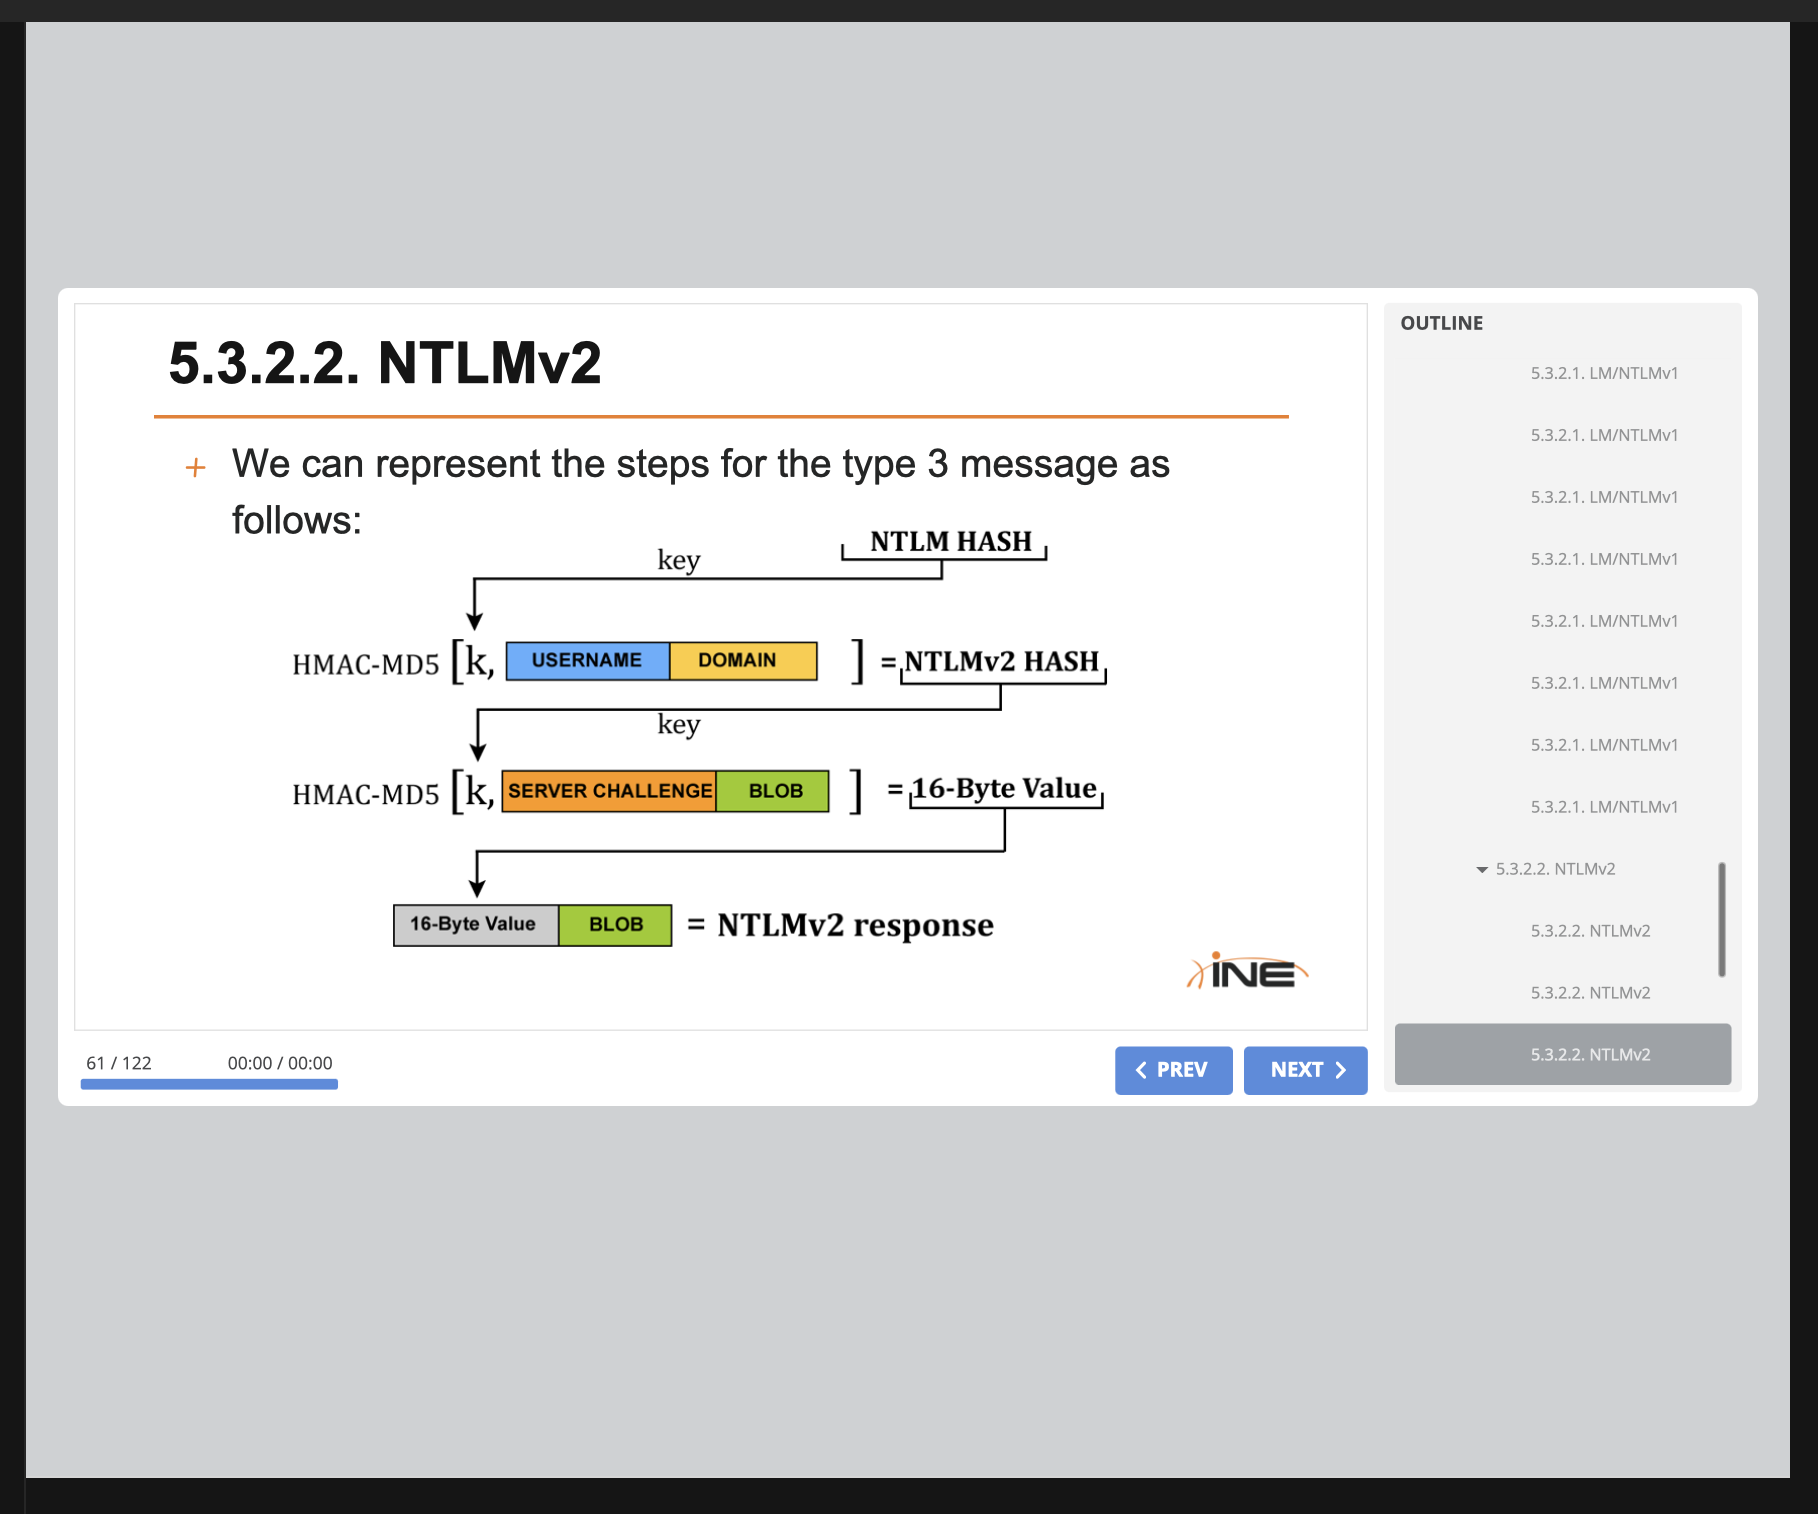 5.3.2.2. NTLMv2
+ We can represent the steps for the type 3 message as
follows:
NTLM HASH
key
HMAC-MD5 [k, USERNAME DOMAIN ] = NTLMv2 HASH
key
HMAC-MD5 [k, SERVER CHALLENGE BLOB ] = 16-Byte Value
16-Byte Value BLOB = NTLMv2 response
INE
61 / 122 00:00 / 00:00
PREV NEXT
OUTLINE
5.3.2.1. LM/NTLMv1
5.3.2.1. LM/NTLMv1
5.3.2.1. LM/NTLMv1
5.3.2.1. LM/NTLMv1
5.3.2.1. LM/NTLMv1
5.3.2.1. LM/NTLMv1
5.3.2.1. LM/NTLMv1
5.3.2.1. LM/NTLMv1
5.3.2.2. NTLMv2
5.3.2.2. NTLMv2
5.3.2.2. NTLMv2
5.3.2.2. NTLMv2